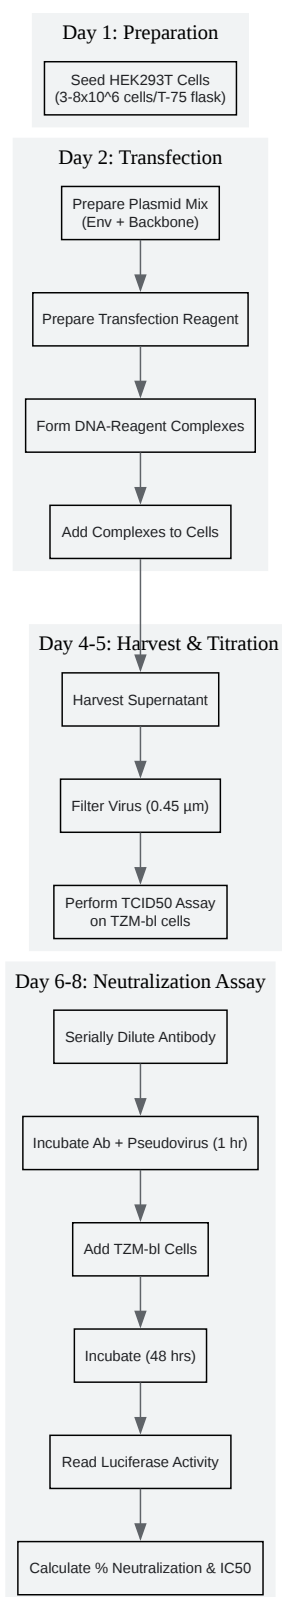 Day 1: Preparation
Seed HEK293T Cells
(3-8x10^6 cells/T-75 flask)
Day 2: Transfection
Prepare Plasmid Mix
(Env + Backbone)
Prepare Transfection Reagent
Form DNA-Reagent Complexes
Add Complexes to Cells
Day 4-5: Harvest & Titration
Harvest Supernatant
Filter Virus (0.45 µm)
Perform TCID50 Assay
on TZM-bl cells
Day 6-8: Neutralization Assay
Serially Dilute Antibody
Incubate Ab + Pseudovirus (1 hr)
Add TZM-bl Cells
Incubate (48 hrs)
Read Luciferase Activity
Calculate % Neutralization & IC50